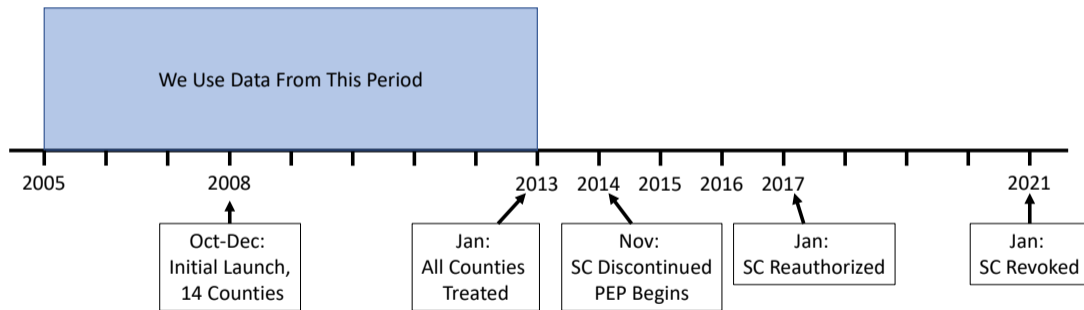 We Use Data From This Period
2005
2008
2013
2014
2015
2016
2017
2021
Oct-Dec:
Initial Launch,
14 Counties
Jan:
All Counties
Treated
Nov:
SC Discontinued
PEP Begins
Jan:
SC Reauthorized
Jan:
SC Revoked